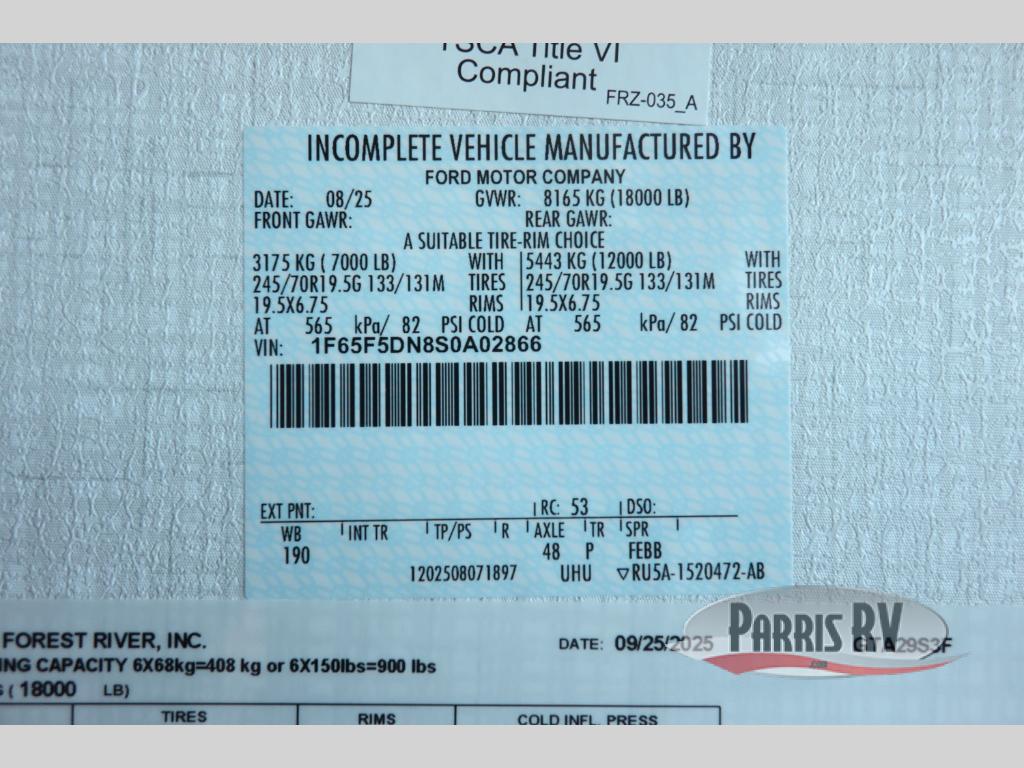 TSCA Title VI
Compliant
FRZ-035_A
INCOMPLETE VEHICLE MANUFACTURED BY
FORD MOTOR COMPANY
DATE: 08/25 GVWR: 8165 KG (18000 LB)
FRONT GAWR: REAR GAWR:
A SUITABLE TIRE-RIM CHOICE
3175 KG ( 7000 LB) WITH 5443 KG (12000 LB) WITH
245/70R19.5G 133/131M TIRES 245/70R19.5G 133/131M TIRES
19.5X6.75 RIMS 19.5X6.75 RIMS
AT 565 kPa/ 82 PSI COLD AT 565 kPa/ 82 PSI COLD
VIN: 1F65F5DN8S0A02866
EXT PNT: RC: 53 DSO:
WB INT TR TP/PS R AXLE TR SPR
190 48 P FEBB
1202508071897 UHU RU5A-1520472-AB
FOREST RIVER, INC. DATE: 09/25/2025 GTA29S3F
PARRIS RV
.com
ING CAPACITY 6X68kg=408 kg or 6X150lbs=900 lbs
( 18000 LB)
TIRES RIMS COLD INFL. PRESS